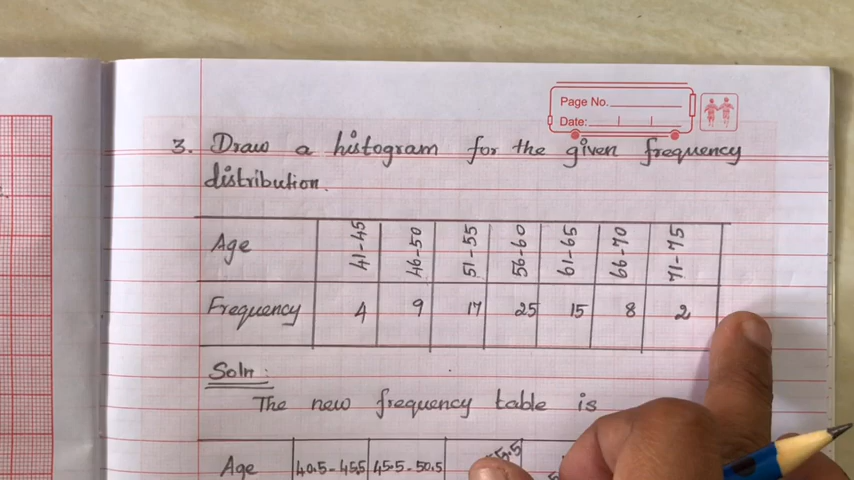 Page No.
Date:
3. Draw a histogram for the given frequency
distribution.
Age 41-45 46-50 51-55 56-60 61-65 66-70 71-75
Frequency 4 9 17 25 15 8 2
Soln:
The new frequency table is
Age 40.5-45.5 45.5-50.5